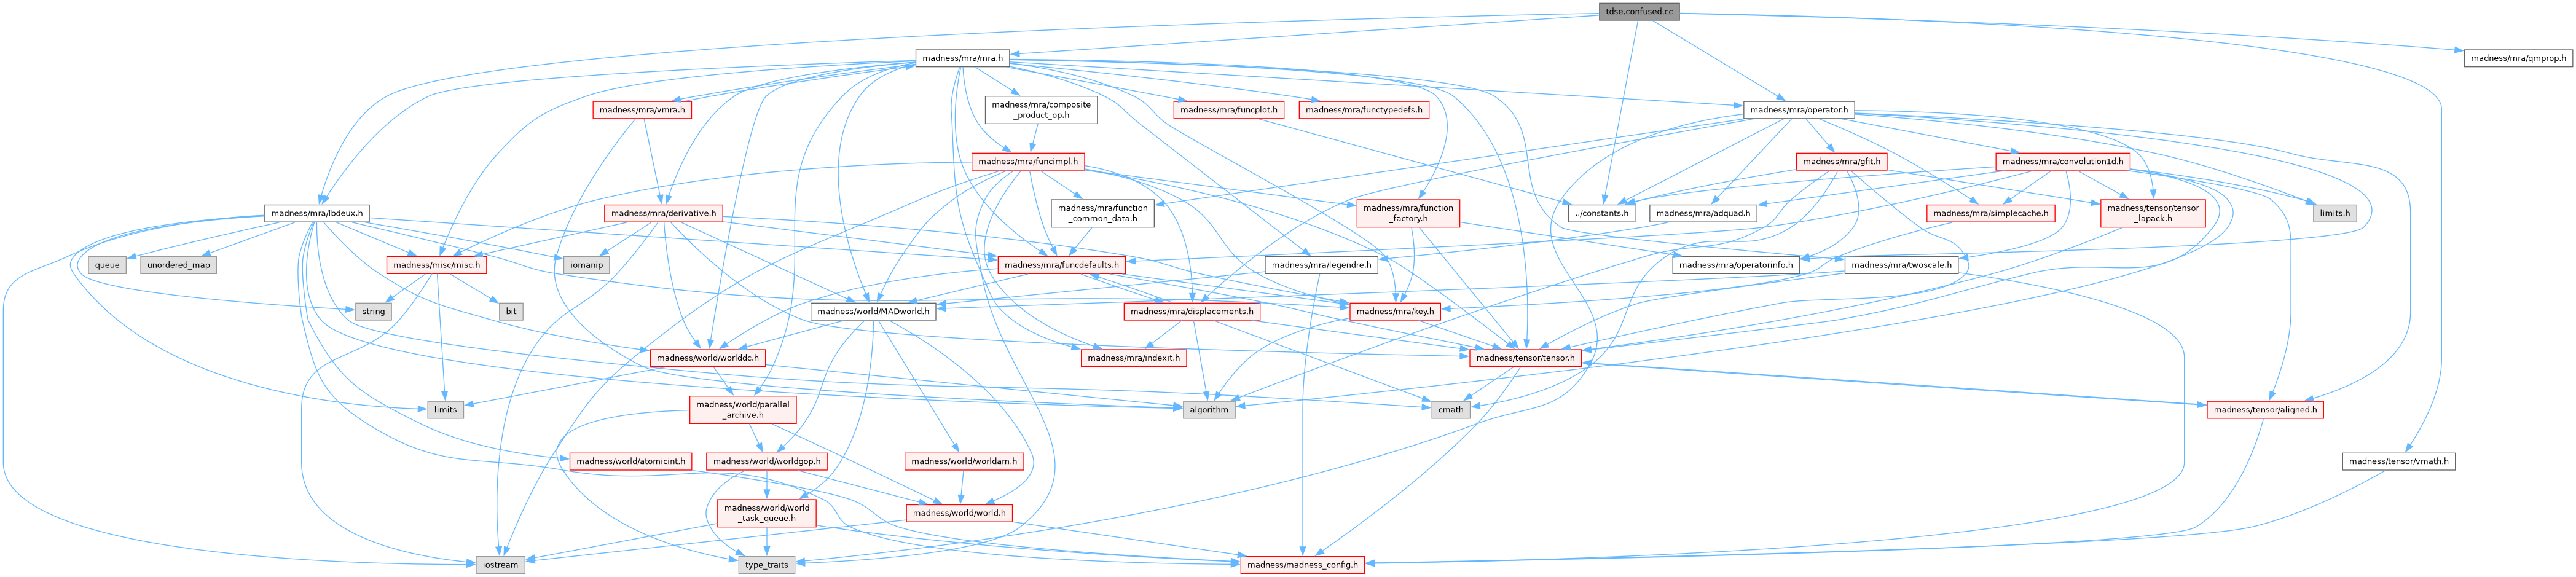 tdse.confused.cc
madness/mra/mra.h
madness/mra/qmprop.h
madness/mra/vmra.h
madness/mra/composite
_product_op.h
madness/mra/funcplot.h
madness/mra/functypedefs.h
madness/mra/operator.h
madness/mra/funcimpl.h
madness/mra/gfit.h
madness/mra/convolution1d.h
madness/mra/lbdeux.h
madness/mra/derivative.h
madness/mra/function
_common_data.h
madness/mra/function
_factory.h
../constants.h
madness/mra/adquad.h
madness/mra/simplecache.h
madness/tensor/tensor
_lapack.h
limits.h
queue
unordered_map
madness/misc/misc.h
iomanip
madness/mra/funcdefaults.h
madness/mra/legendre.h
madness/mra/operatorinfo.h
madness/mra/twoscale.h
string
bit
madness/world/MADworld.h
madness/mra/displacements.h
madness/mra/key.h
madness/world/worlddc.h
madness/mra/indexit.h
madness/tensor/tensor.h
limits
madness/world/parallel
_archive.h
algorithm
cmath
madness/tensor/aligned.h
madness/world/atomicint.h
madness/world/worldgop.h
madness/world/worldam.h
madness/tensor/vmath.h
madness/world/world
_task_queue.h
madness/world/world.h
iostream
type_traits
madness/madness_config.h